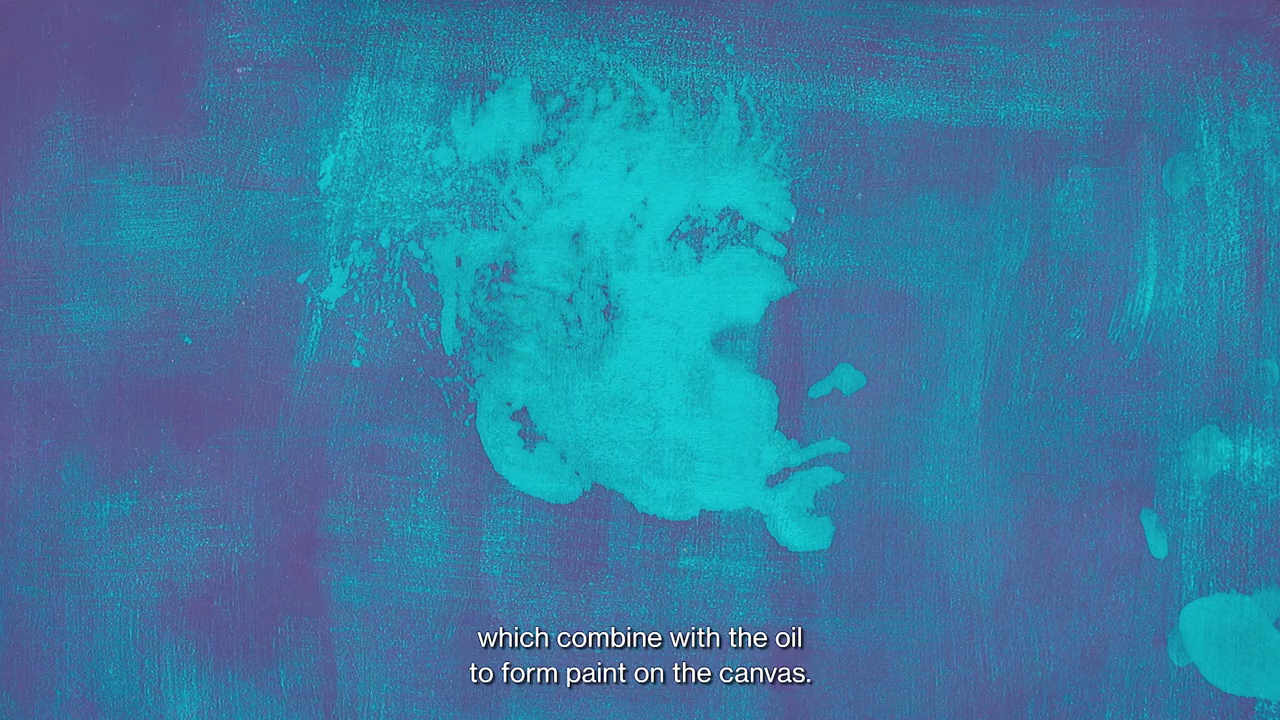 which combine with the oil
to form paint on the canvas.